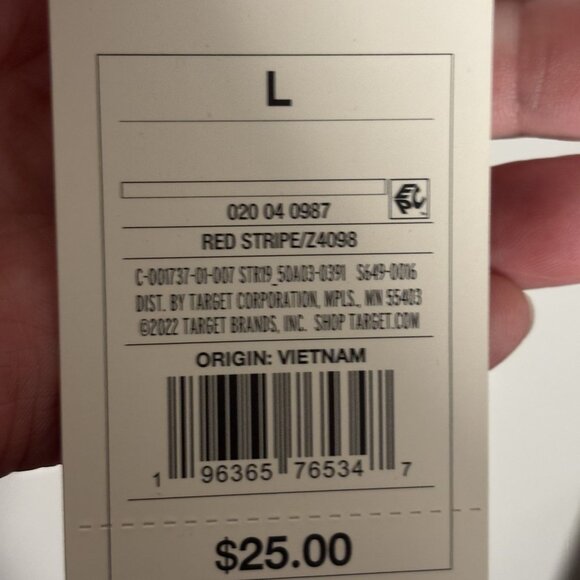 L
020 04 0987
RED STRIPE/Z4098
C-001737-01-007 STR19_50A03-0391 S649-0016
DIST. BY TARGET CORPORATION, MPLS., MN 55403
©2022 TARGET BRANDS, INC. SHOP TARGET.COM
ORIGIN: VIETNAM
1 96365 76534 7
$25.00